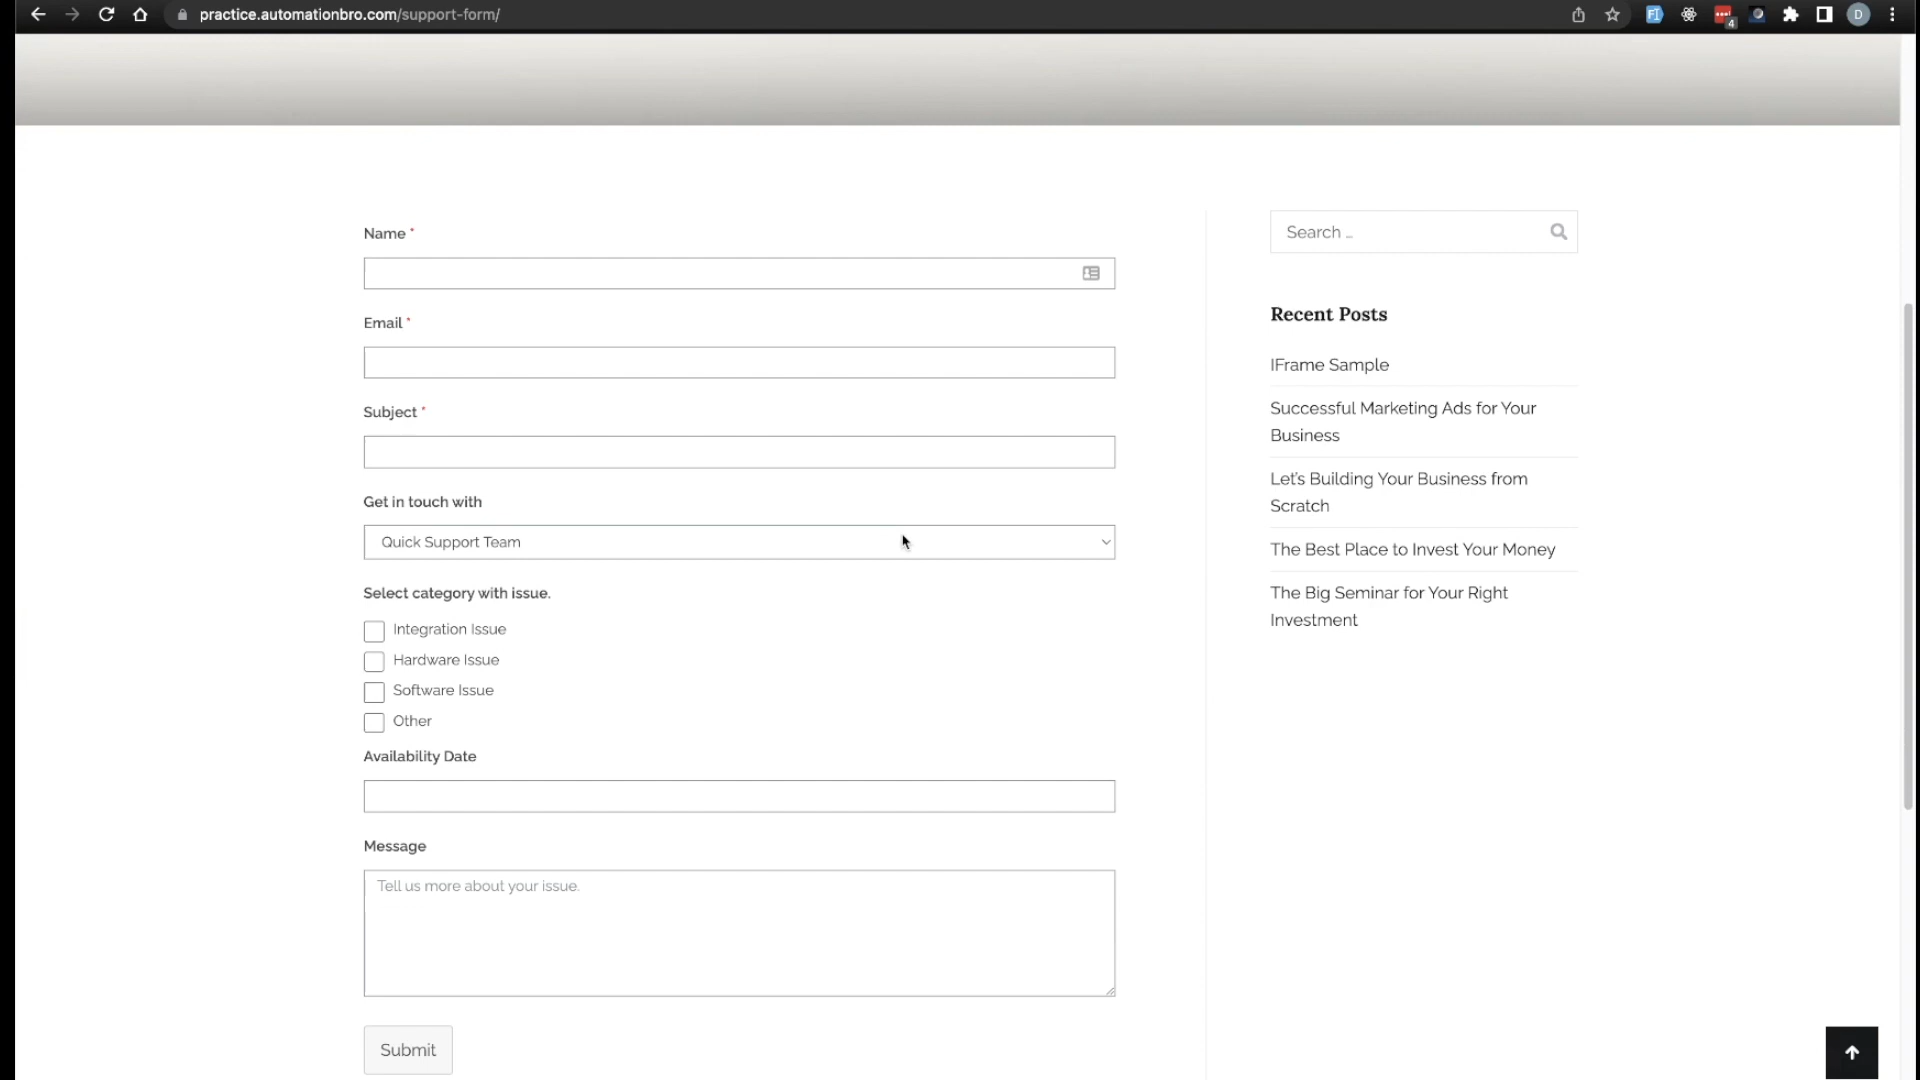 practice.automationbro.com/support-form/
4
D
Name *
Email *
Subject *
Get in touch with
Quick Support Team
Select category with issue.
Integration Issue
Hardware Issue
Software Issue
Other
Availability Date
Message
Tell us more about your issue.
Submit
Search ...
Recent Posts
IFrame Sample
Successful Marketing Ads for Your
Business
Let's Building Your Business from
Scratch
The Best Place to Invest Your Money
The Big Seminar for Your Right
Investment